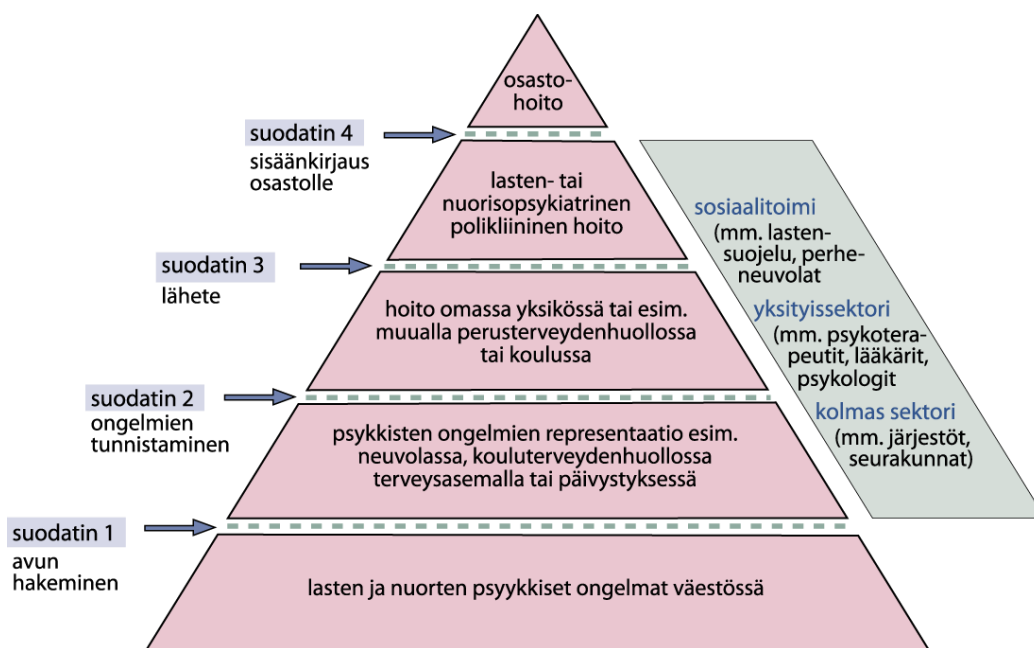 osasto-
hoito
suodatin 4
sisäänkirjaus
osastolle
lasten- tai
nuorisopsykiatrinen
polikliininen hoito
suodatin 3
lähete
hoito omassa yksikössä tai esim.
muualla perusterveydenhuollossa
tai koulussa
suodatin 2
ongelmien
tunnistaminen
psykkisten ongelmien representaatio esim.
neuvolassa, kouluterveydenhuollossa
terveysasemalla tai päivystyksessä
suodatin 1
avun
hakeminen
lasten ja nuorten psyykkiset ongelmat väestössä
sosiaalitoimi
(mm. lasten-
suojelu, perhe-
neuvolat
yksityissektori
(mm. psykotera-
peutit, lääkärit,
psykologit
kolmas sektori
(mm. järjestöt,
seurakunnat)